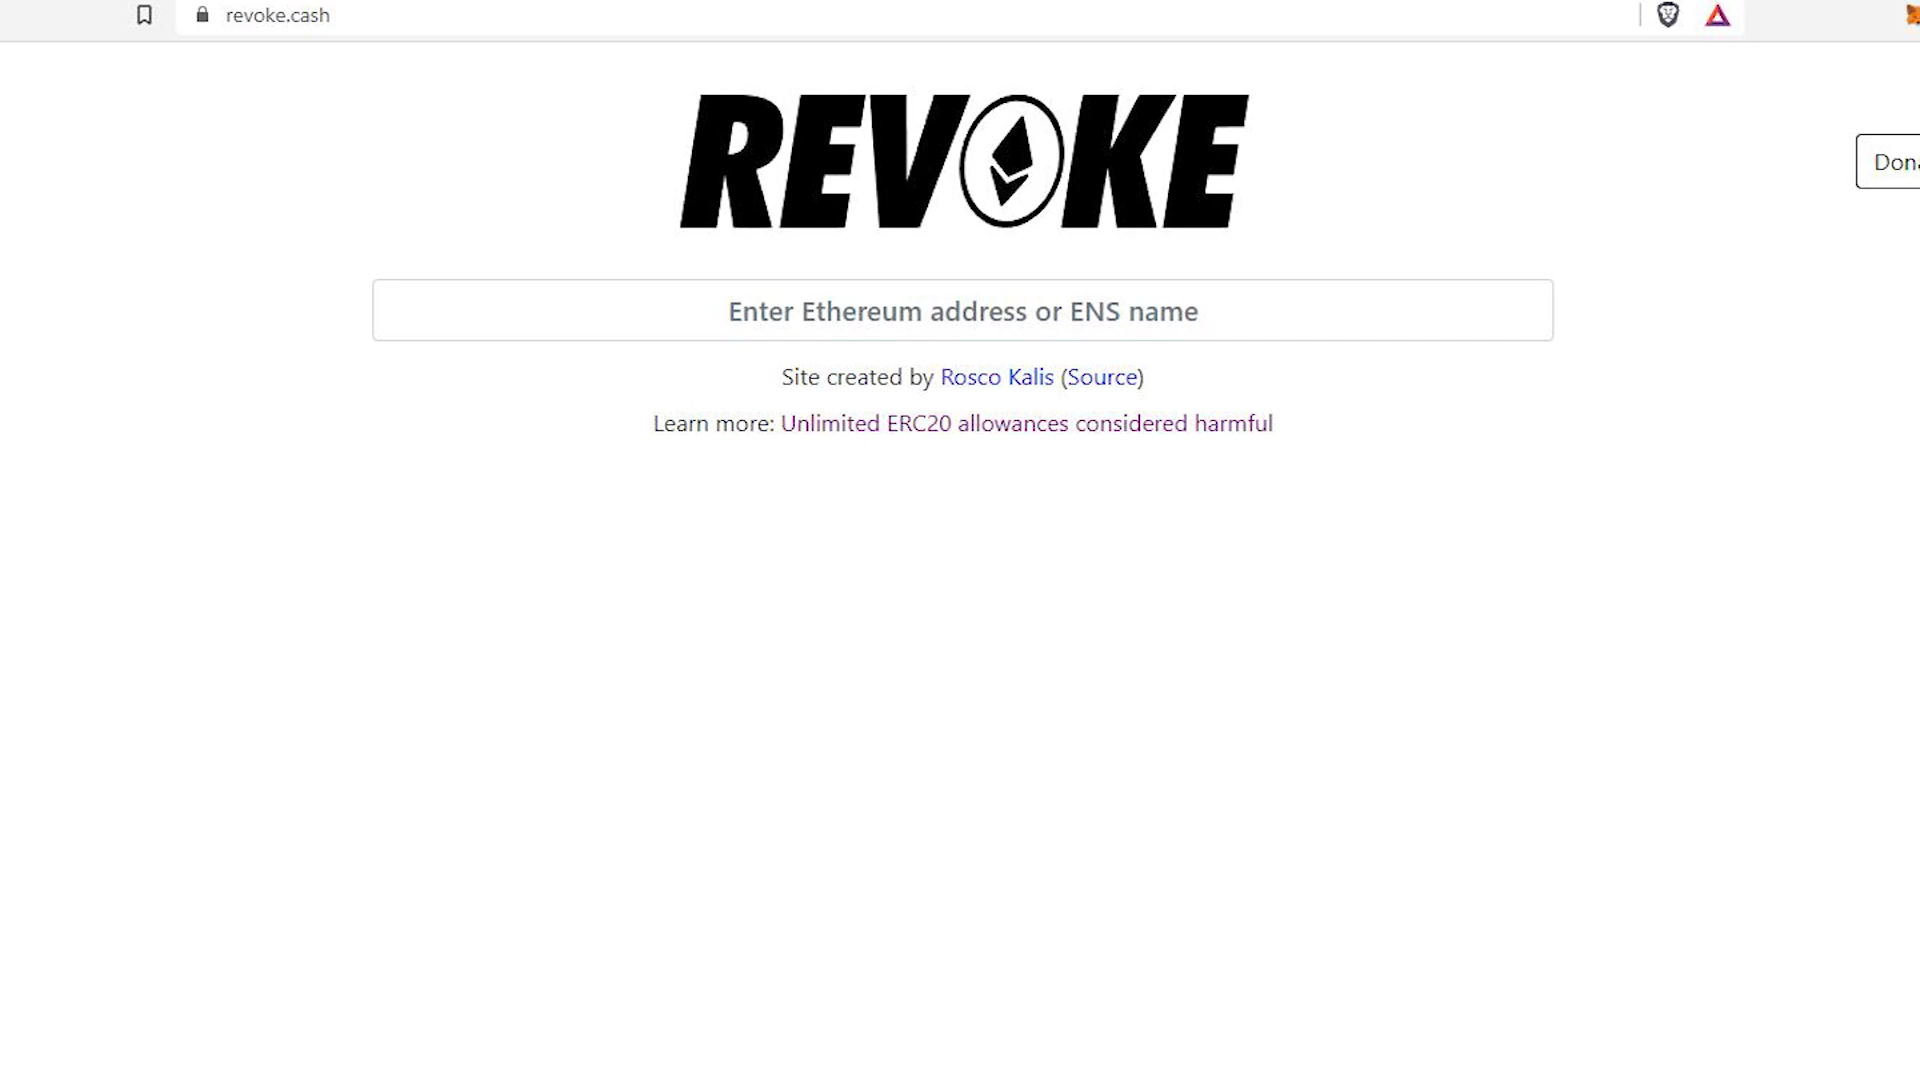 revoke.cash
REVOKE
Dona
Enter Ethereum address or ENS name
Site created by Rosco Kalis (Source)
Learn more: Unlimited ERC20 allowances considered harmful